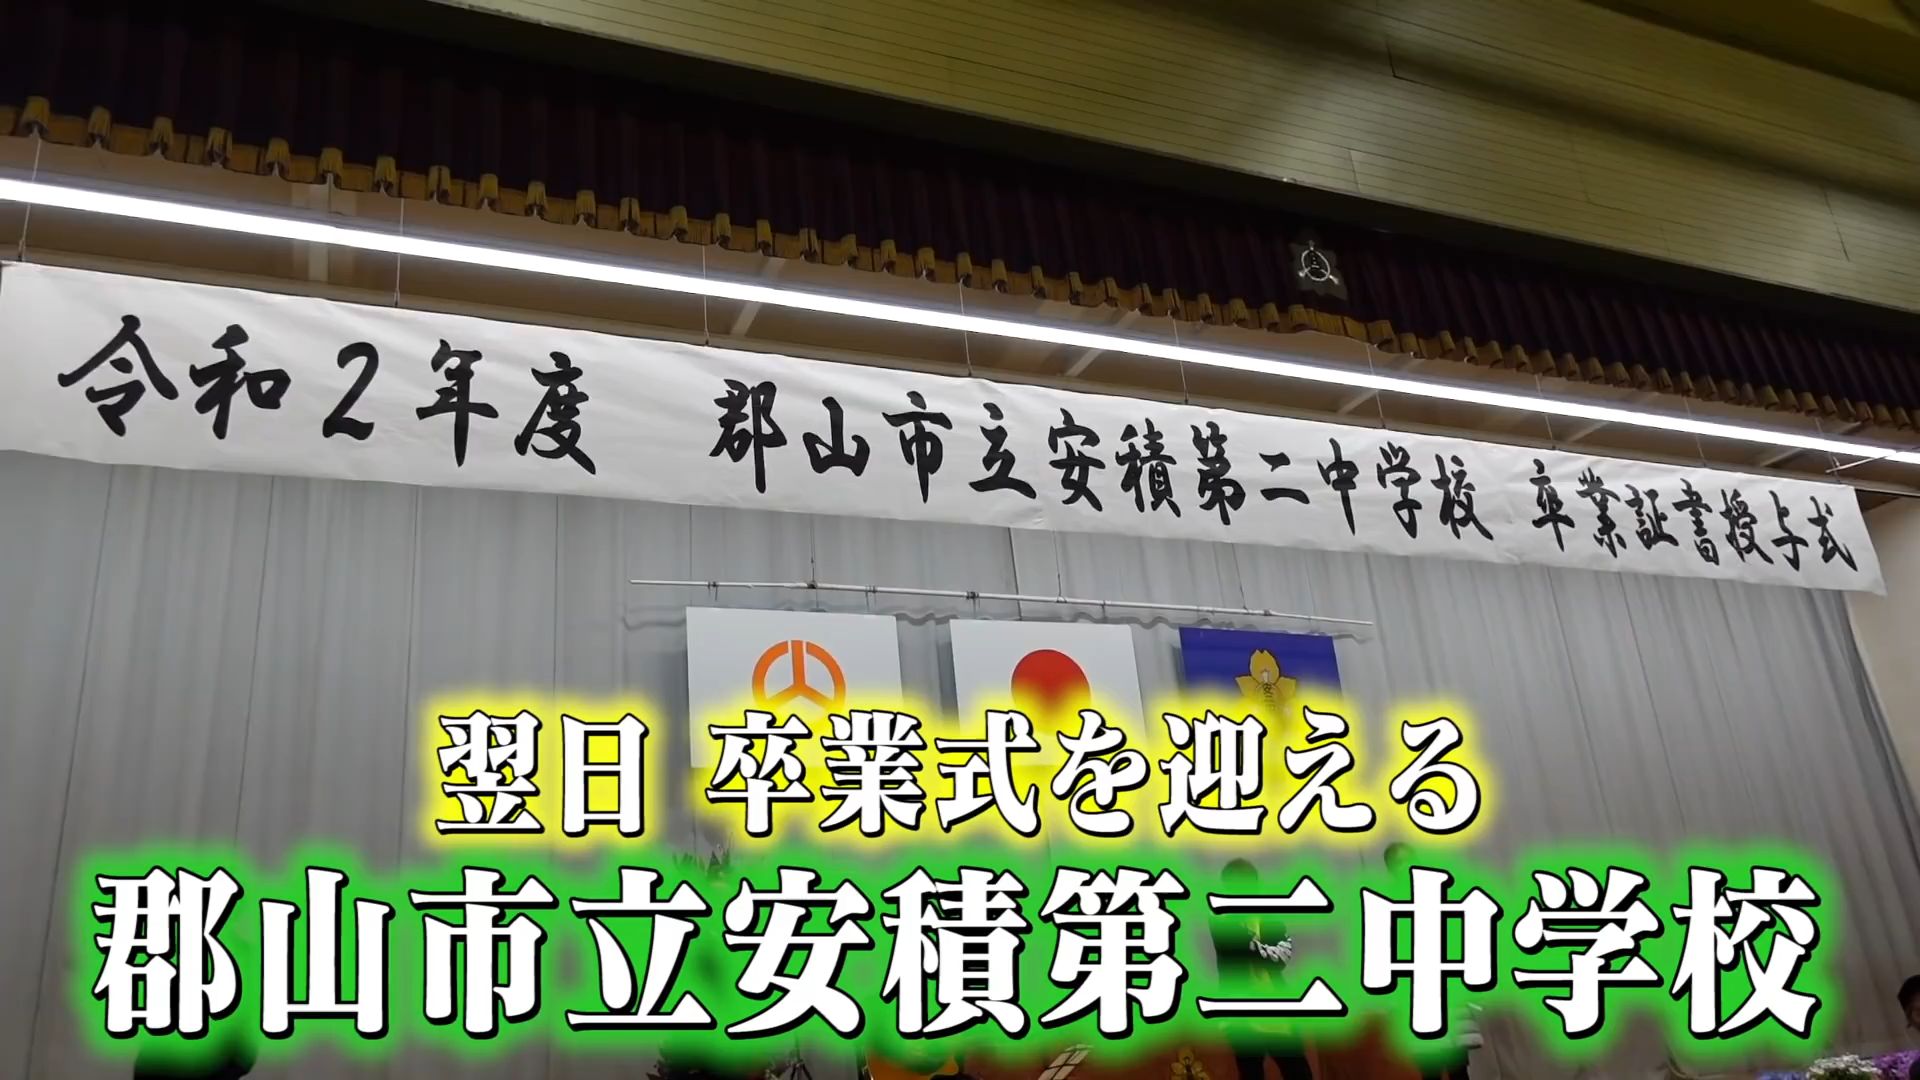 令和2年度 郡山市立安積第二中学校 卒業証書授与式
翌日 卒業式を迎える
郡山市立安積第二中学校